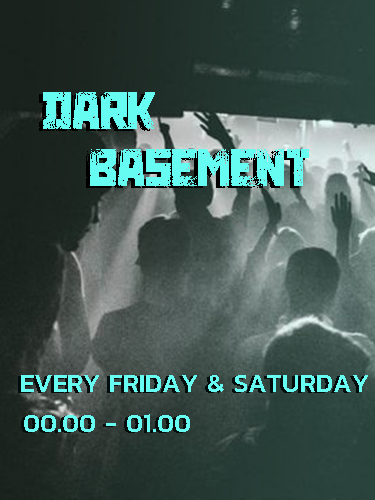 DARK
BASEMENT
EVERY FRIDAY & SATURDAY
00.00 - 01.00